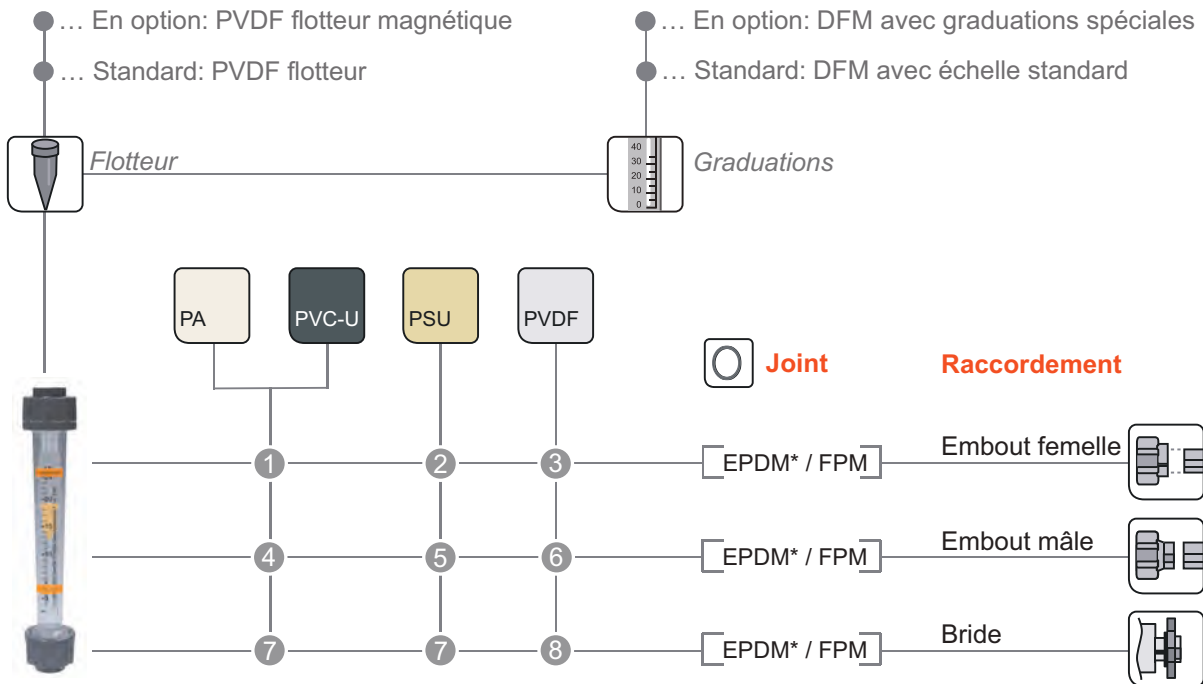 ... En option: PVDF flotteur magnétique
... Standard: PVDF flotteur
... En option: DFM avec graduations spéciales
... Standard: DFM avec échelle standard
Flotteur
40
30
20
10
0
Graduations
PA
PVC-U
PSU
PVDF
Joint
Raccordement
1
2
3
EPDM* / FPM
Embout femelle
4
5
6
EPDM* / FPM
Embout mâle
7
7
8
EPDM* / FPM
Bride